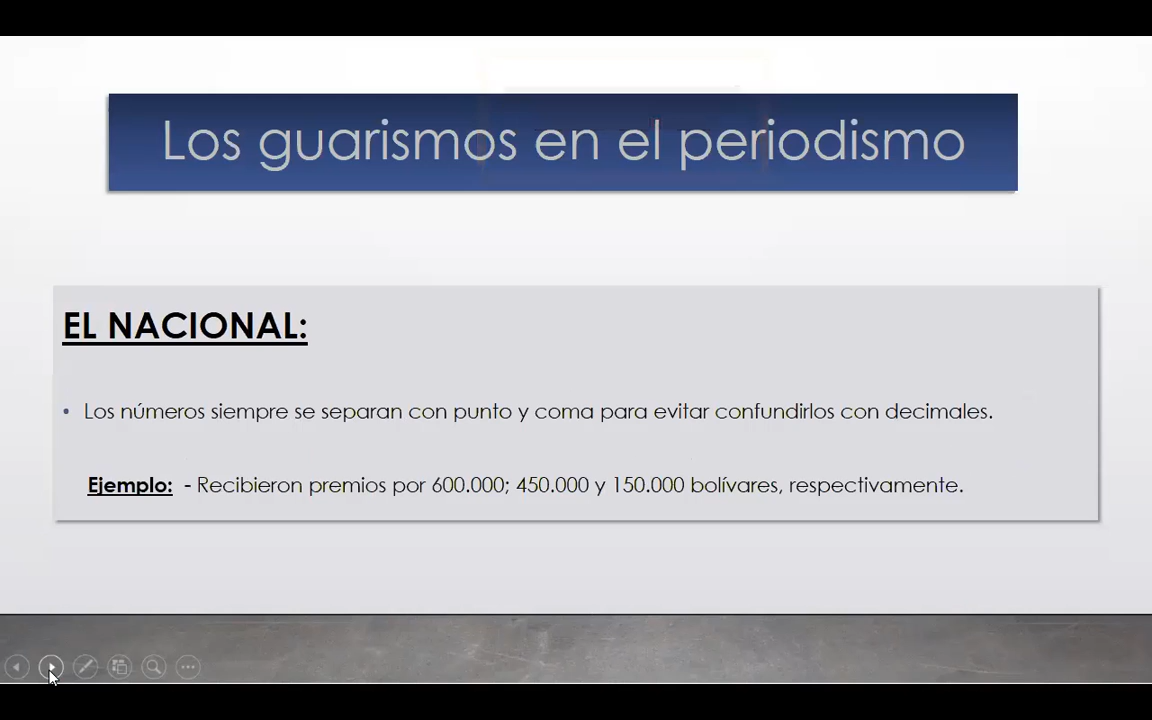 Los guarismos en el periodismo
EL NACIONAL:
• Los números siempre se separan con punto y coma para evitar confundirlos con decimales.
Ejemplo: - Recibieron premios por 600.000; 450.000 y 150.000 bolívares, respectivamente.